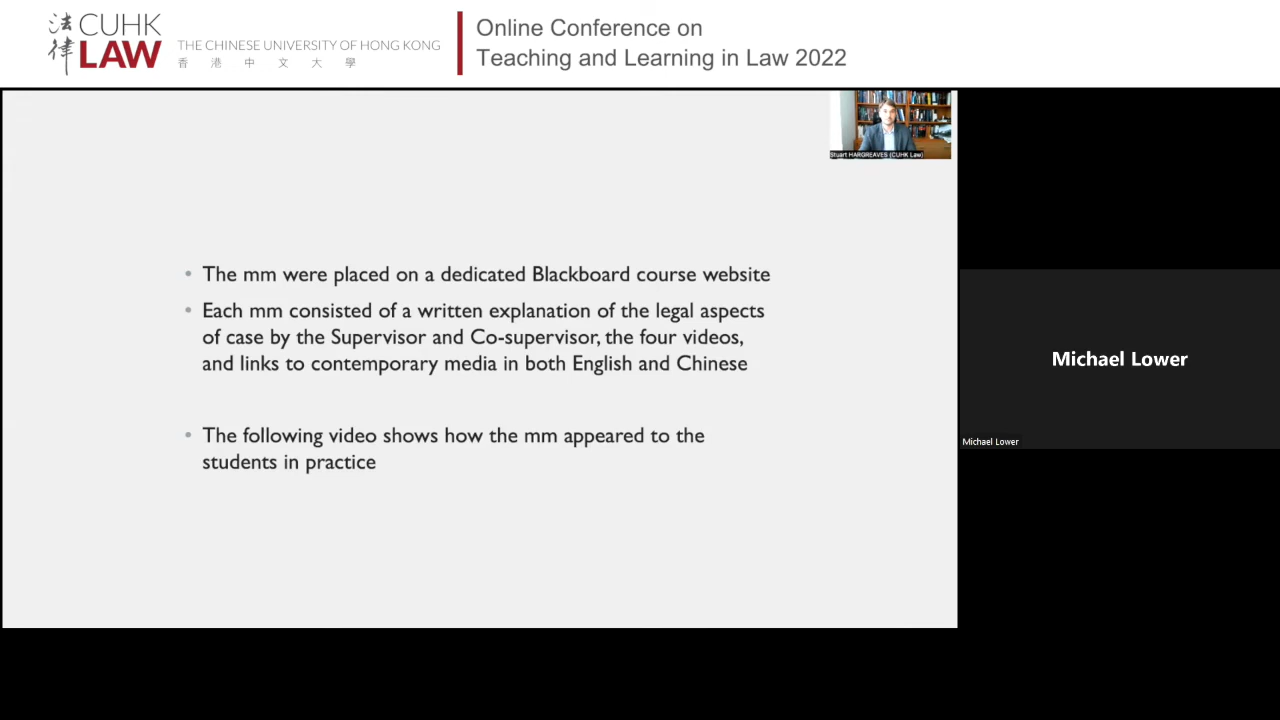 法律
CUHK
LAW
THE CHINESE UNIVERSITY OF HONG KONG
香港中文大學
Online Conference on
Teaching and Learning in Law 2022
Stuart HARGREAVES (CUHK Law)
• The mm were placed on a dedicated Blackboard course website
• Each mm consisted of a written explanation of the legal aspects
of case by the Supervisor and Co-supervisor, the four videos,
and links to contemporary media in both English and Chinese
• The following video shows how the mm appeared to the
students in practice
Michael Lower
Michael Lower